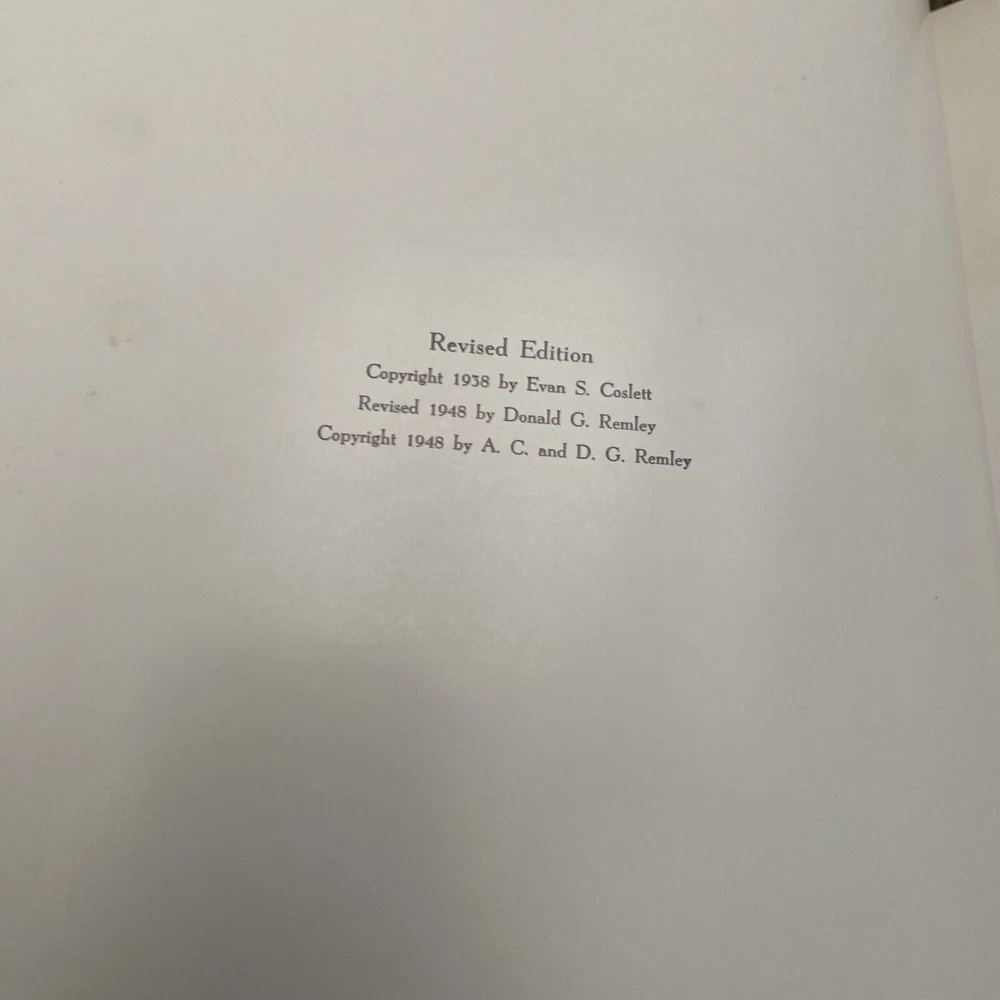 Revised Edition
Copyright 1938 by Evan S. Coslett
Revised 1948 by Donald G. Remley
Copyright 1948 by A. C. and D. G. Remley